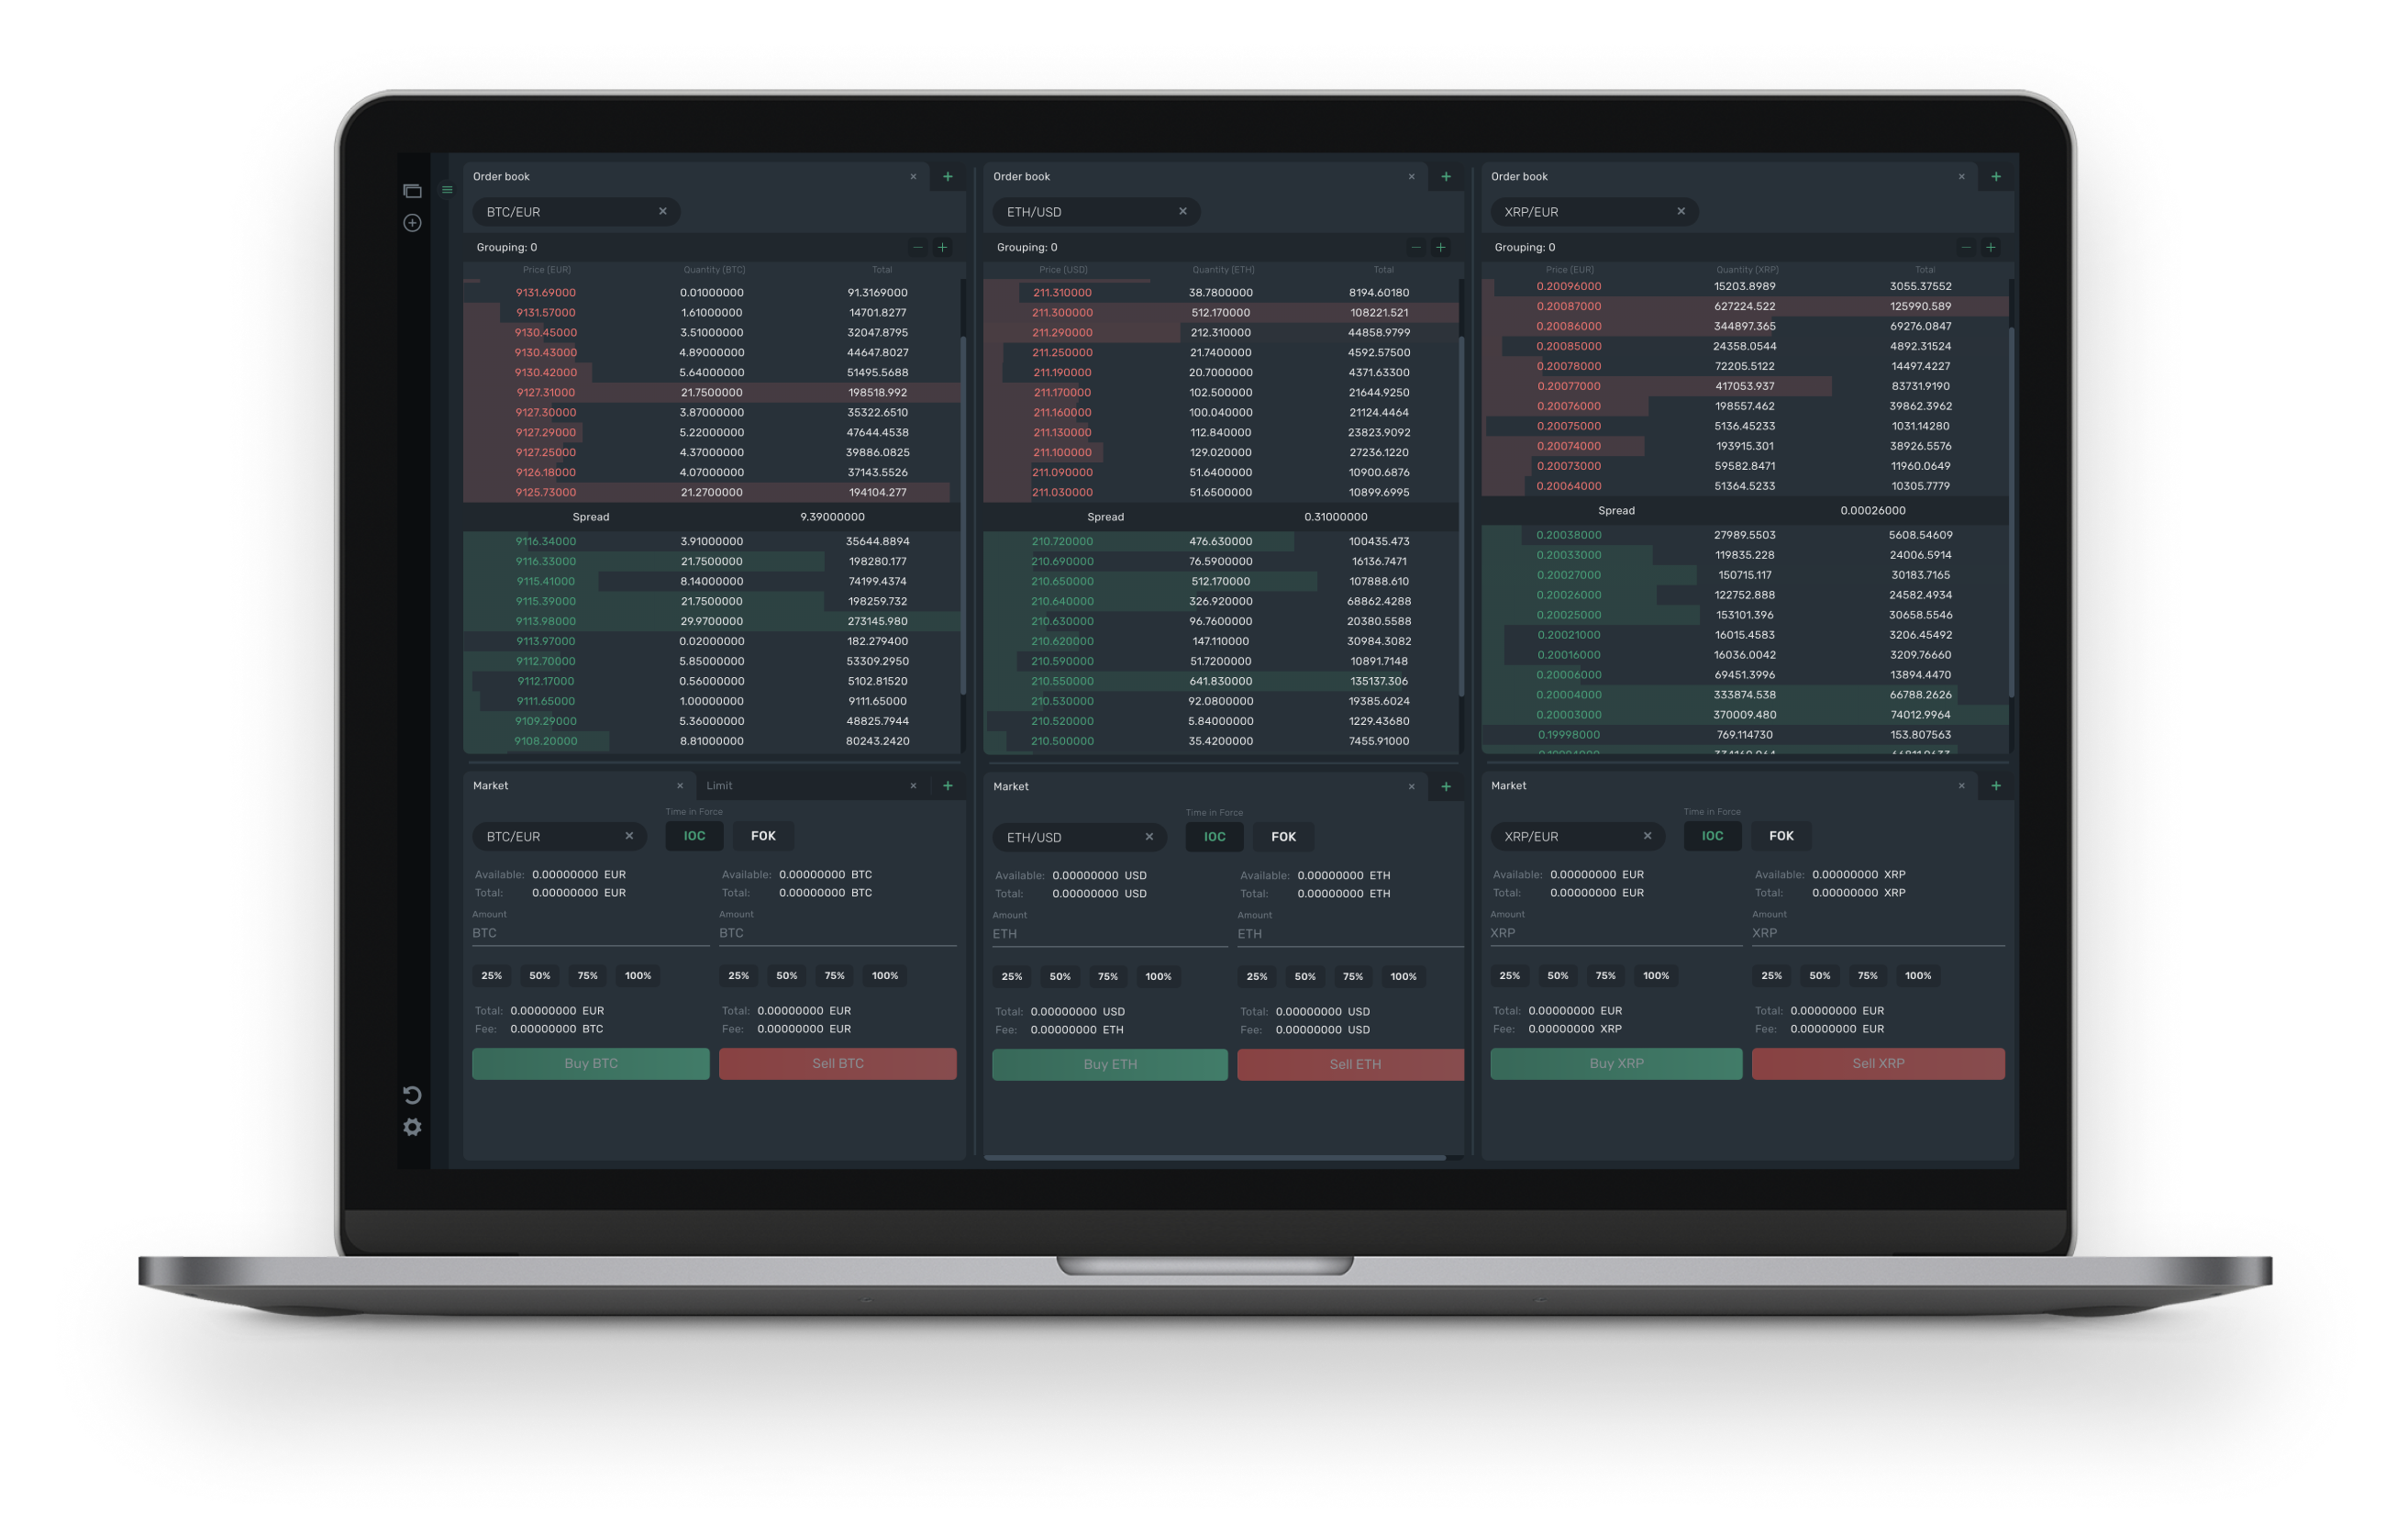 Order book
BTC/EUR
Grouping: 0
Price (EUR) Quantity (BTC) Total
9131.69000 0.01000000 91.3169000
9131.57000 1.61000000 14701.8277
9130.45000 3.51000000 32047.8795
9130.43000 4.89000000 44647.8027
9130.42000 5.64000000 51495.5688
9127.31000 21.7500000 198518.992
9127.30000 3.87000000 35322.6510
9127.29000 5.22000000 47644.4538
9127.25000 4.37000000 39886.0825
9126.18000 4.07000000 37143.5526
9125.73000 21.2700000 194104.277
Spread 9.39000000
9116.34000 3.91000000 35644.8894
9116.33000 21.7500000 198280.177
9115.41000 8.14000000 74199.4374
9115.39000 21.7500000 198259.732
9113.98000 29.9700000 273145.980
9113.97000 0.02000000 182.279400
9112.70000 5.85000000 53309.2950
9112.17000 0.56000000 5102.81520
9111.65000 1.00000000 9111.65000
9109.29000 5.36000000 48825.7944
9108.20000 8.81000000 80243.2420
Market Limit
Time in Force
BTC/EUR IOC FOK
Available: 0.00000000 EUR Available: 0.00000000 BTC
Total: 0.00000000 EUR Total: 0.00000000 BTC
Amount Amount
BTC BTC
25% 50% 75% 100% 25% 50% 75% 100%
Total: 0.00000000 EUR Total: 0.00000000 EUR
Fee: 0.00000000 BTC Fee: 0.00000000 EUR
Buy BTC Sell BTC
Order book
ETH/USD
Grouping: 0
Price (USD) Quantity (ETH) Total
211.310000 38.7800000 8194.60180
211.300000 512.170000 108221.521
211.290000 212.310000 44858.9799
211.250000 21.7400000 4592.57500
211.190000 20.7000000 4371.63300
211.170000 102.500000 21644.9250
211.160000 100.040000 21124.4464
211.130000 112.840000 23823.9092
211.100000 129.020000 27236.1220
211.090000 51.6400000 10900.6876
211.030000 51.6500000 10899.6995
Spread 0.31000000
210.720000 476.630000 100435.473
210.690000 76.5900000 16136.7471
210.650000 512.170000 107888.610
210.640000 326.920000 68862.4288
210.630000 96.7600000 20380.5588
210.620000 147.110000 30984.3082
210.590000 51.7200000 10891.7148
210.550000 641.830000 135137.306
210.530000 92.0800000 19385.6024
210.520000 5.84000000 1229.43680
210.500000 35.4200000 7455.91000
Market
Time in Force
ETH/USD IOC FOK
Available: 0.00000000 USD Available: 0.00000000 ETH
Total: 0.00000000 USD Total: 0.00000000 ETH
Amount Amount
ETH ETH
25% 50% 75% 100% 25% 50% 75% 100%
Total: 0.00000000 USD Total: 0.00000000 USD
Fee: 0.00000000 ETH Fee: 0.00000000 USD
Buy ETH Sell ETH
Order book
XRP/EUR
Grouping: 0
Price (EUR) Quantity (XRP) Total
0.20096000 15203.8989 3055.37552
0.20087000 627224.522 125990.589
0.20086000 344897.365 69276.0847
0.20085000 24358.0544 4892.31524
0.20078000 72205.5122 14497.4227
0.20077000 417053.937 83731.9190
0.20076000 198557.462 39862.3962
0.20075000 5136.45233 1031.14280
0.20074000 193915.301 38926.5576
0.20073000 59582.8471 11960.0649
0.20064000 51364.5233 10305.7779
Spread 0.00026000
0.20038000 27989.5503 5608.54609
0.20033000 119835.228 24006.5914
0.20027000 150715.117 30183.7165
0.20026000 122752.888 24582.4934
0.20025000 153101.396 30658.5546
0.20021000 16015.4583 3206.45492
0.20016000 16036.0042 3209.76660
0.20006000 69451.3996 13894.4470
0.20004000 333874.538 66788.2626
0.20003000 370009.480 74012.9964
0.19998000 769.114730 153.807563
Market
Time in Force
XRP/EUR IOC FOK
Available: 0.00000000 EUR Available: 0.00000000 XRP
Total: 0.00000000 EUR Total: 0.00000000 XRP
Amount Amount
XRP XRP
25% 50% 75% 100% 25% 50% 75% 100%
Total: 0.00000000 EUR Total: 0.00000000 EUR
Fee: 0.00000000 XRP Fee: 0.00000000 EUR
Buy XRP Sell XRP